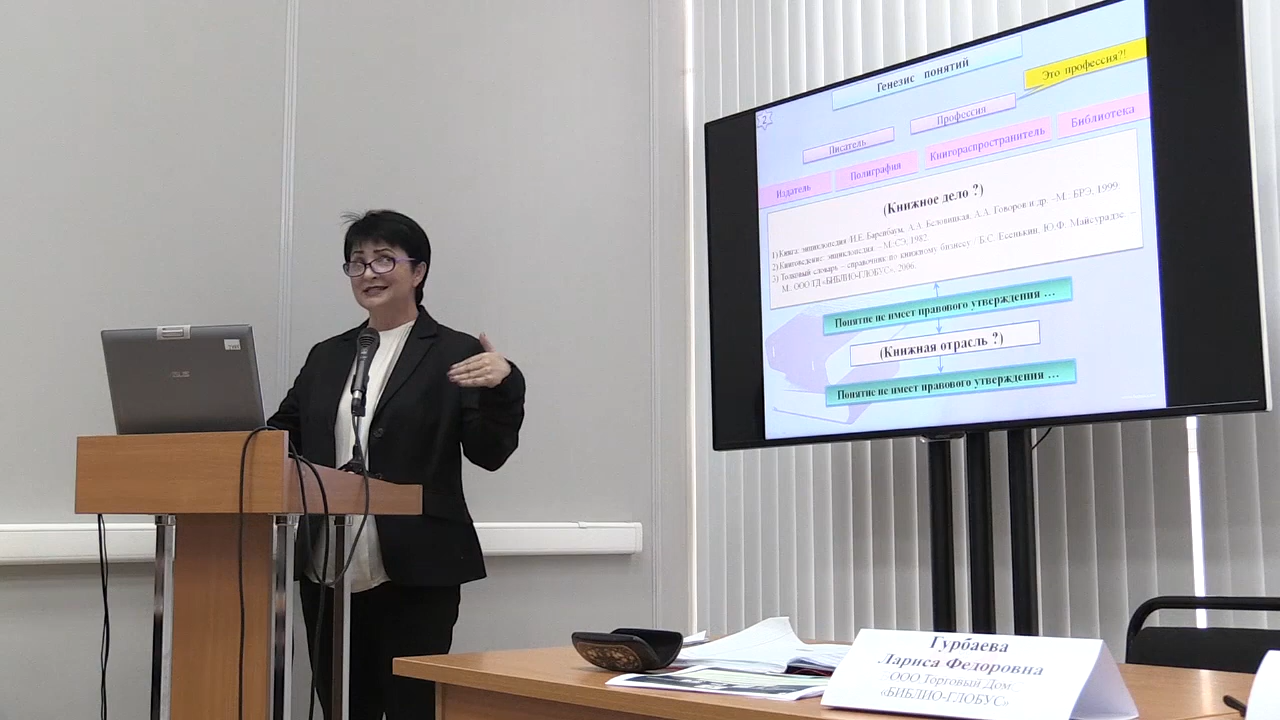 Генезис понятий
Это профессия?!
2
Профессия
Писатель
Издатель
Полиграфия
Книгораспространитель
Библиотека
(Книжное дело ?)
1) Книга: энциклопедия /И.Е. Баренбаум, А.А. Беловицкая, А.А. Говоров и др. –М.: БРЭ, 1999.
2) Книговедение: энциклопедия. – М.: СЭ, 1982.
3) Толковый словарь – справочник по книжному бизнесу / Б.С. Есенькин, Ю.Ф. Майсурадзе. –
М.: ООО ТД «БИБЛИО-ГЛОБУС», 2006.
Понятие не имеет правового утверждения …
(Книжная отрасль ?)
Понятие не имеет правового утверждения …
ASUS
Гурбаева
Лариса Федоровна
ООО Торговый Дом
«БИБЛИО-ГЛОБУС»